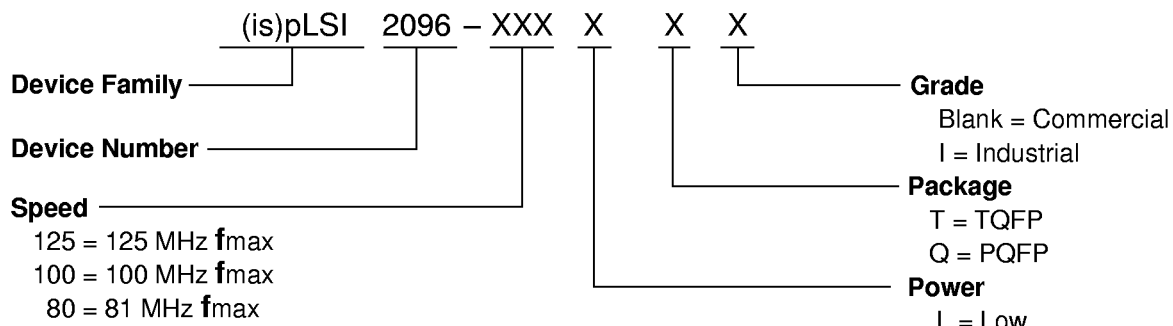 (is)pLSI 2096 – XXX X X X
Device Family
Device Number
Speed
125 = 125 MHz fmax
100 = 100 MHz fmax
80 = 81 MHz fmax
Grade
Blank = Commercial
I = Industrial
Package
T = TQFP
Q = PQFP
Power
L = Low